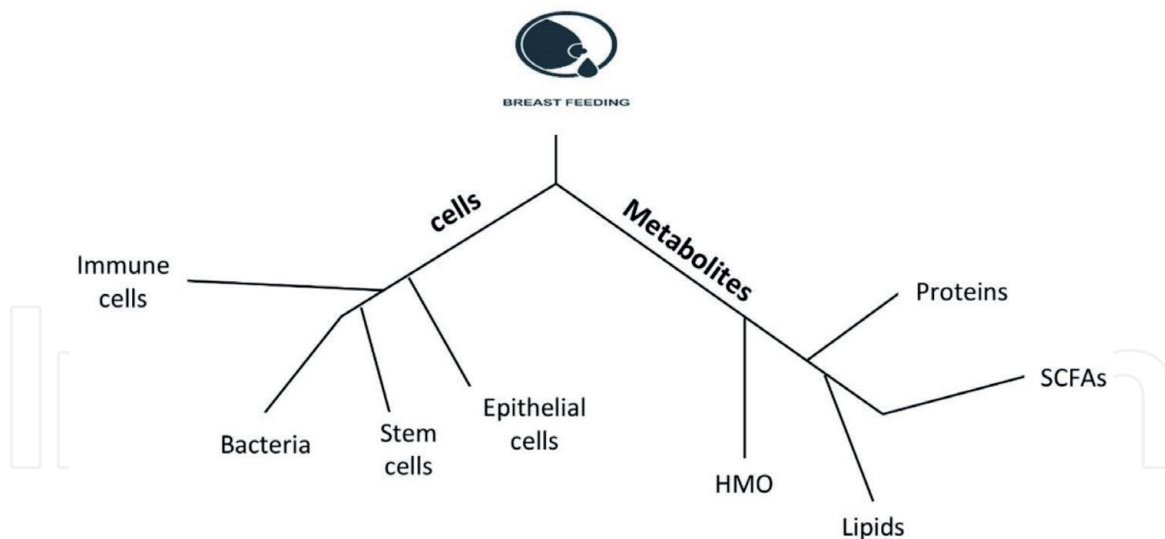 BREAST FEEDING
cells
Metabolites
Immune
cells
Bacteria
Stem
cells
Epithelial
cells
Proteins
SCFAs
HMO
Lipids